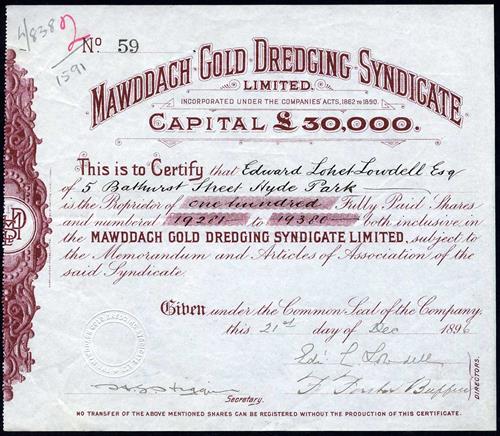 4/838
1591
No 59
MAWDDACH GOLD DREDGING SYNDICATE
LIMITED.
INCORPORATED UNDER THE COMPANIES' ACTS, 1862 TO 1890.
CAPITAL £30,000.
This is to Certify that Edward Lohet Lowdell Esq
of 5 Bathurst Street Hyde Park
is the Proprietor of one hundred Fully Paid Shares
and numbered 19281 to 19380 both inclusive in
the MAWDDACH GOLD DREDGING SYNDICATE LIMITED, subject to
the Memorandum and Articles of Association of the
said Syndicate.
Given under the Common Seal of the Company,
this 21st day of Dec 1896
Lowdell
DIRECTORS.
Secretary.
NO TRANSFER OF THE ABOVE MENTIONED SHARES CAN BE REGISTERED WITHOUT THE PRODUCTION OF THIS CERTIFICATE.